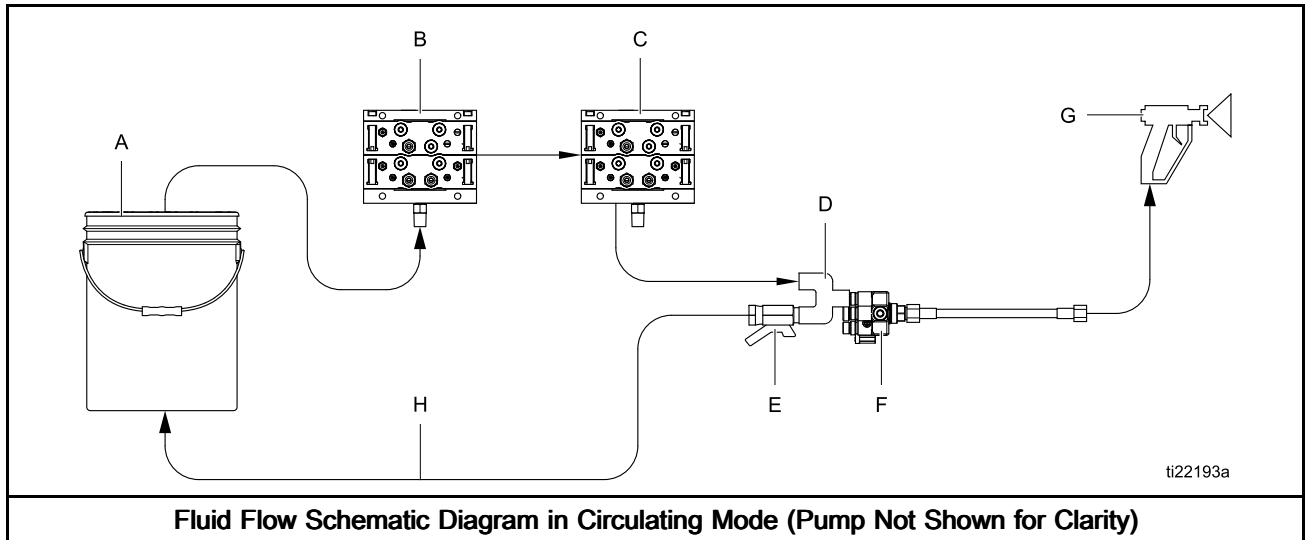 B
C
A
G
D
E
F
H
ti22193a
Fluid Flow Schematic Diagram in Circulating Mode (Pump Not Shown for Clarity)